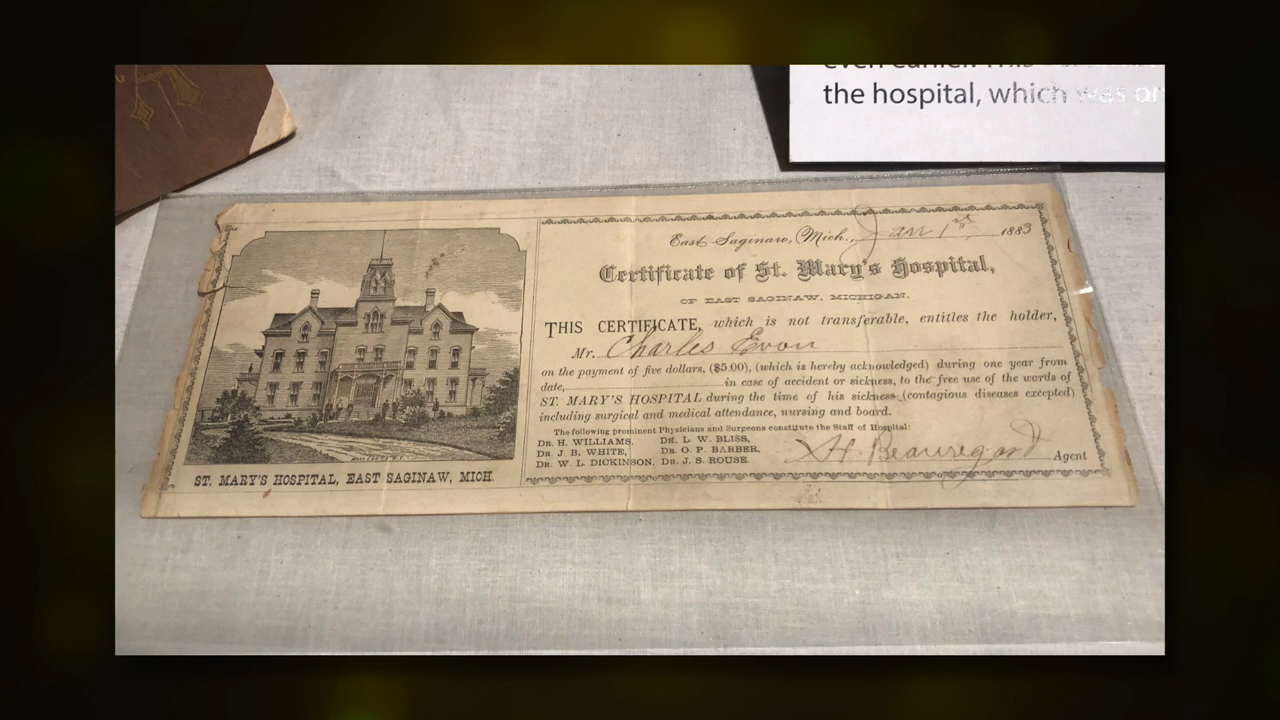 the hospital, which was or
East Saginaw, Mich., Jan 1st 1883
Certificate of St. Mary's Hospital,
OF EAST SAGINAW, MICHIGAN.
THIS CERTIFICATE, which is not transferable, entitles the holder,
Mr. Charles Evon
on the payment of five dollars, ($5.00), (which is hereby acknowledged) during one year from
date, in case of accident or sickness, to the free use of the wards of
ST. MARY'S HOSPITAL during the time of his sickness (contagious diseases excepted)
including surgical and medical attendance, nursing and board.
The following prominent Physicians and Surgeons constitute the Staff of Hospital:
DR. H. WILLIAMS, DR. L. W. BLISS,
DR. J. B. WHITE, DR. O. P. BARBER,
DR. W. L. DICKINSON, DR. J. S. ROUSE.
H. Beauregard Agent
ST. MARY'S HOSPITAL, EAST SAGINAW, MICH.